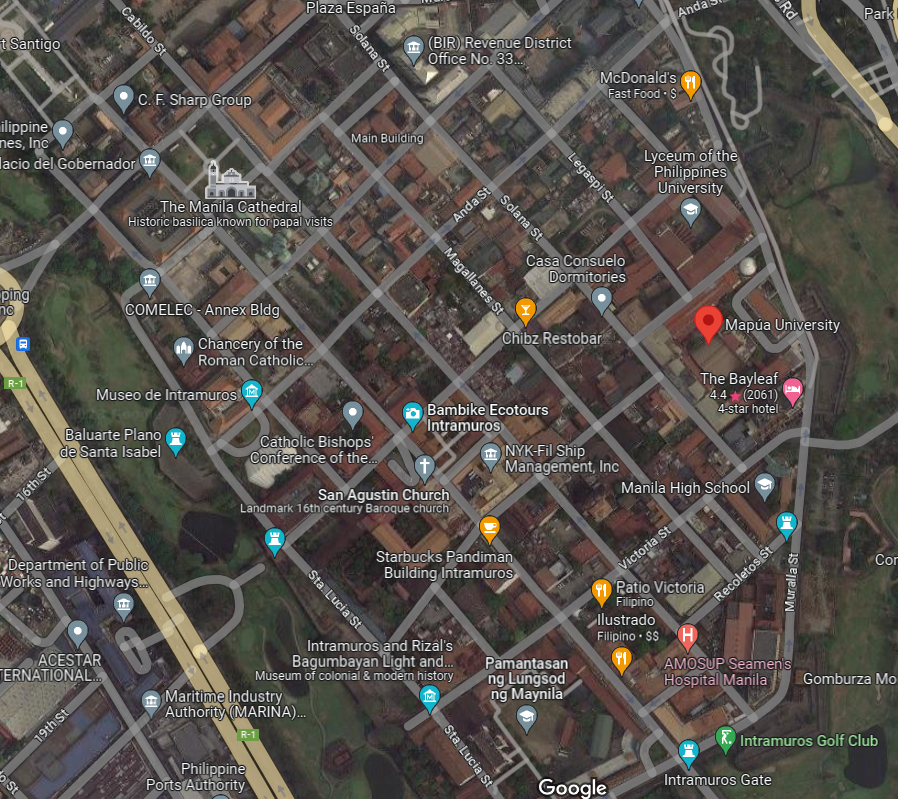 Plaza España
Anda St
Rd
Park
Cabildo St
Solana St
t Santigo
(BIR) Revenue District
Office No. 33...
McDonald's
Fast Food • $
C. F. Sharp Group
ilippine
nes, Inc
Main Building
lacio del Gobernador
Legaspi St
Lyceum of the
Philippines
University
The Manila Cathedral
Historic basilica known for papal visits
Anda St
Solana St
Magallanes St
Casa Consuelo
Dormitories
pping
nc
COMELEC - Annex Bldg
Chibz Restobar
Mapúa University
Chancery of the
Roman Catholic...
R-1
The Bayleaf
4.4 ★ (2061)
4-star hotel
Museo de Intramuros
Bambike Ecotours
Intramuros
Baluarte Plano
de Santa Isabel
Catholic Bishops'
Conference of the...
NYK-Fil Ship
Management, Inc
16th St
San Agustin Church
Landmark 16th century Baroque church
Manila High School
Starbucks Pandiman
Building Intramuros
Victoria St
Recoletos St
Muralla St
Cor
Department of Public
Works and Highways...
Sta. Lucia St
Patio Victoria
Filipino
Ilustrado
Filipino • $$
Intramuros and Rizal's
Bagumbayan Light and...
Museum of colonial & modern history
ACESTAR
TERNATIONAL...
Pamantasan
ng Lungsod
ng Maynila
AMOSUP Seamen's
Hospital Manila
Gomburza Mo
Maritime Industry
Authority (MARINA)...
19th St
R-1
Sta. Lucia St
Intramuros Golf Club
Philippine
Ports Authority
Intramuros Gate
Google